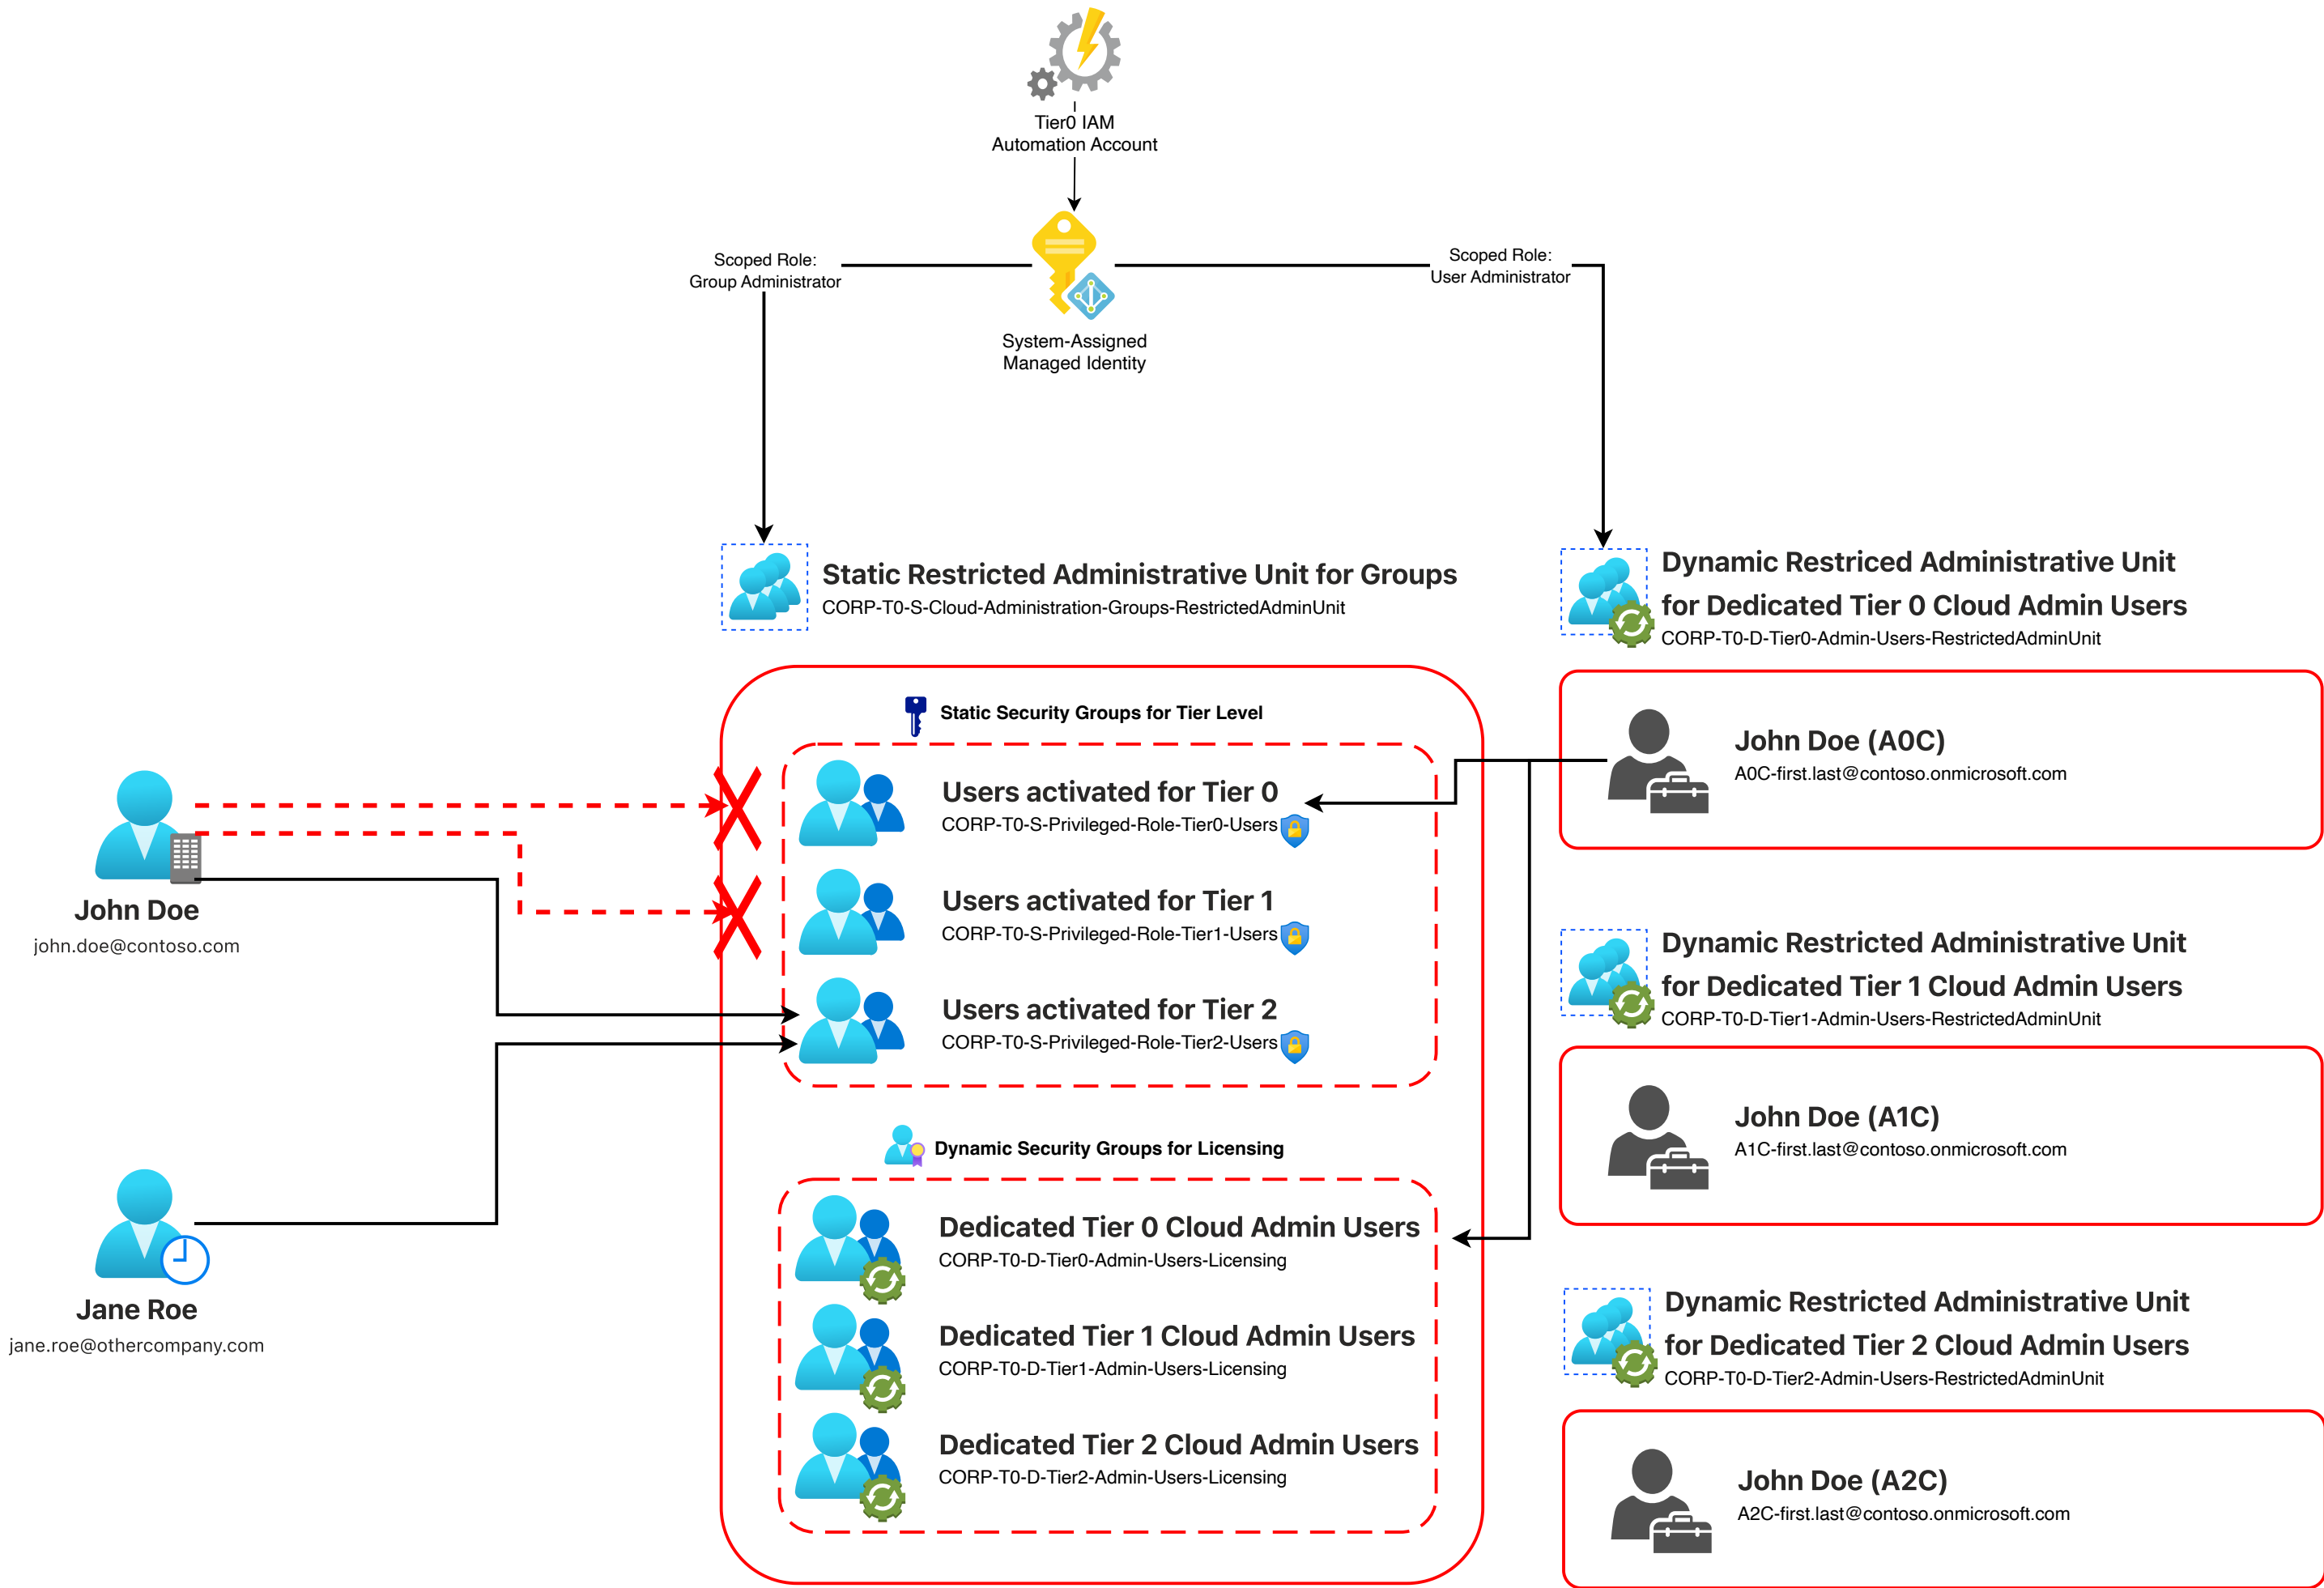 Tier0 IAM
Automation Account
Scoped Role:
Group Administrator
Scoped Role:
User Administrator
System-Assigned
Managed Identity
Static Restricted Administrative Unit for Groups
CORP-T0-S-Cloud-Administration-Groups-RestrictedAdminUnit
Dynamic Restriced Administrative Unit
for Dedicated Tier 0 Cloud Admin Users
CORP-T0-D-Tier0-Admin-Users-RestrictedAdminUnit
Static Security Groups for Tier Level
Users activated for Tier 0
CORP-T0-S-Privileged-Role-Tier0-Users
Users activated for Tier 1
CORP-T0-S-Privileged-Role-Tier1-Users
Users activated for Tier 2
CORP-T0-S-Privileged-Role-Tier2-Users
John Doe (A0C)
A0C-first.last@contoso.onmicrosoft.com
John Doe
john.doe@contoso.com
Dynamic Restricted Administrative Unit
for Dedicated Tier 1 Cloud Admin Users
CORP-T0-D-Tier1-Admin-Users-RestrictedAdminUnit
John Doe (A1C)
A1C-first.last@contoso.onmicrosoft.com
Dynamic Security Groups for Licensing
Dedicated Tier 0 Cloud Admin Users
CORP-T0-D-Tier0-Admin-Users-Licensing
Dedicated Tier 1 Cloud Admin Users
CORP-T0-D-Tier1-Admin-Users-Licensing
Dedicated Tier 2 Cloud Admin Users
CORP-T0-D-Tier2-Admin-Users-Licensing
Jane Roe
jane.roe@othercompany.com
Dynamic Restricted Administrative Unit
for Dedicated Tier 2 Cloud Admin Users
CORP-T0-D-Tier2-Admin-Users-RestrictedAdminUnit
John Doe (A2C)
A2C-first.last@contoso.onmicrosoft.com